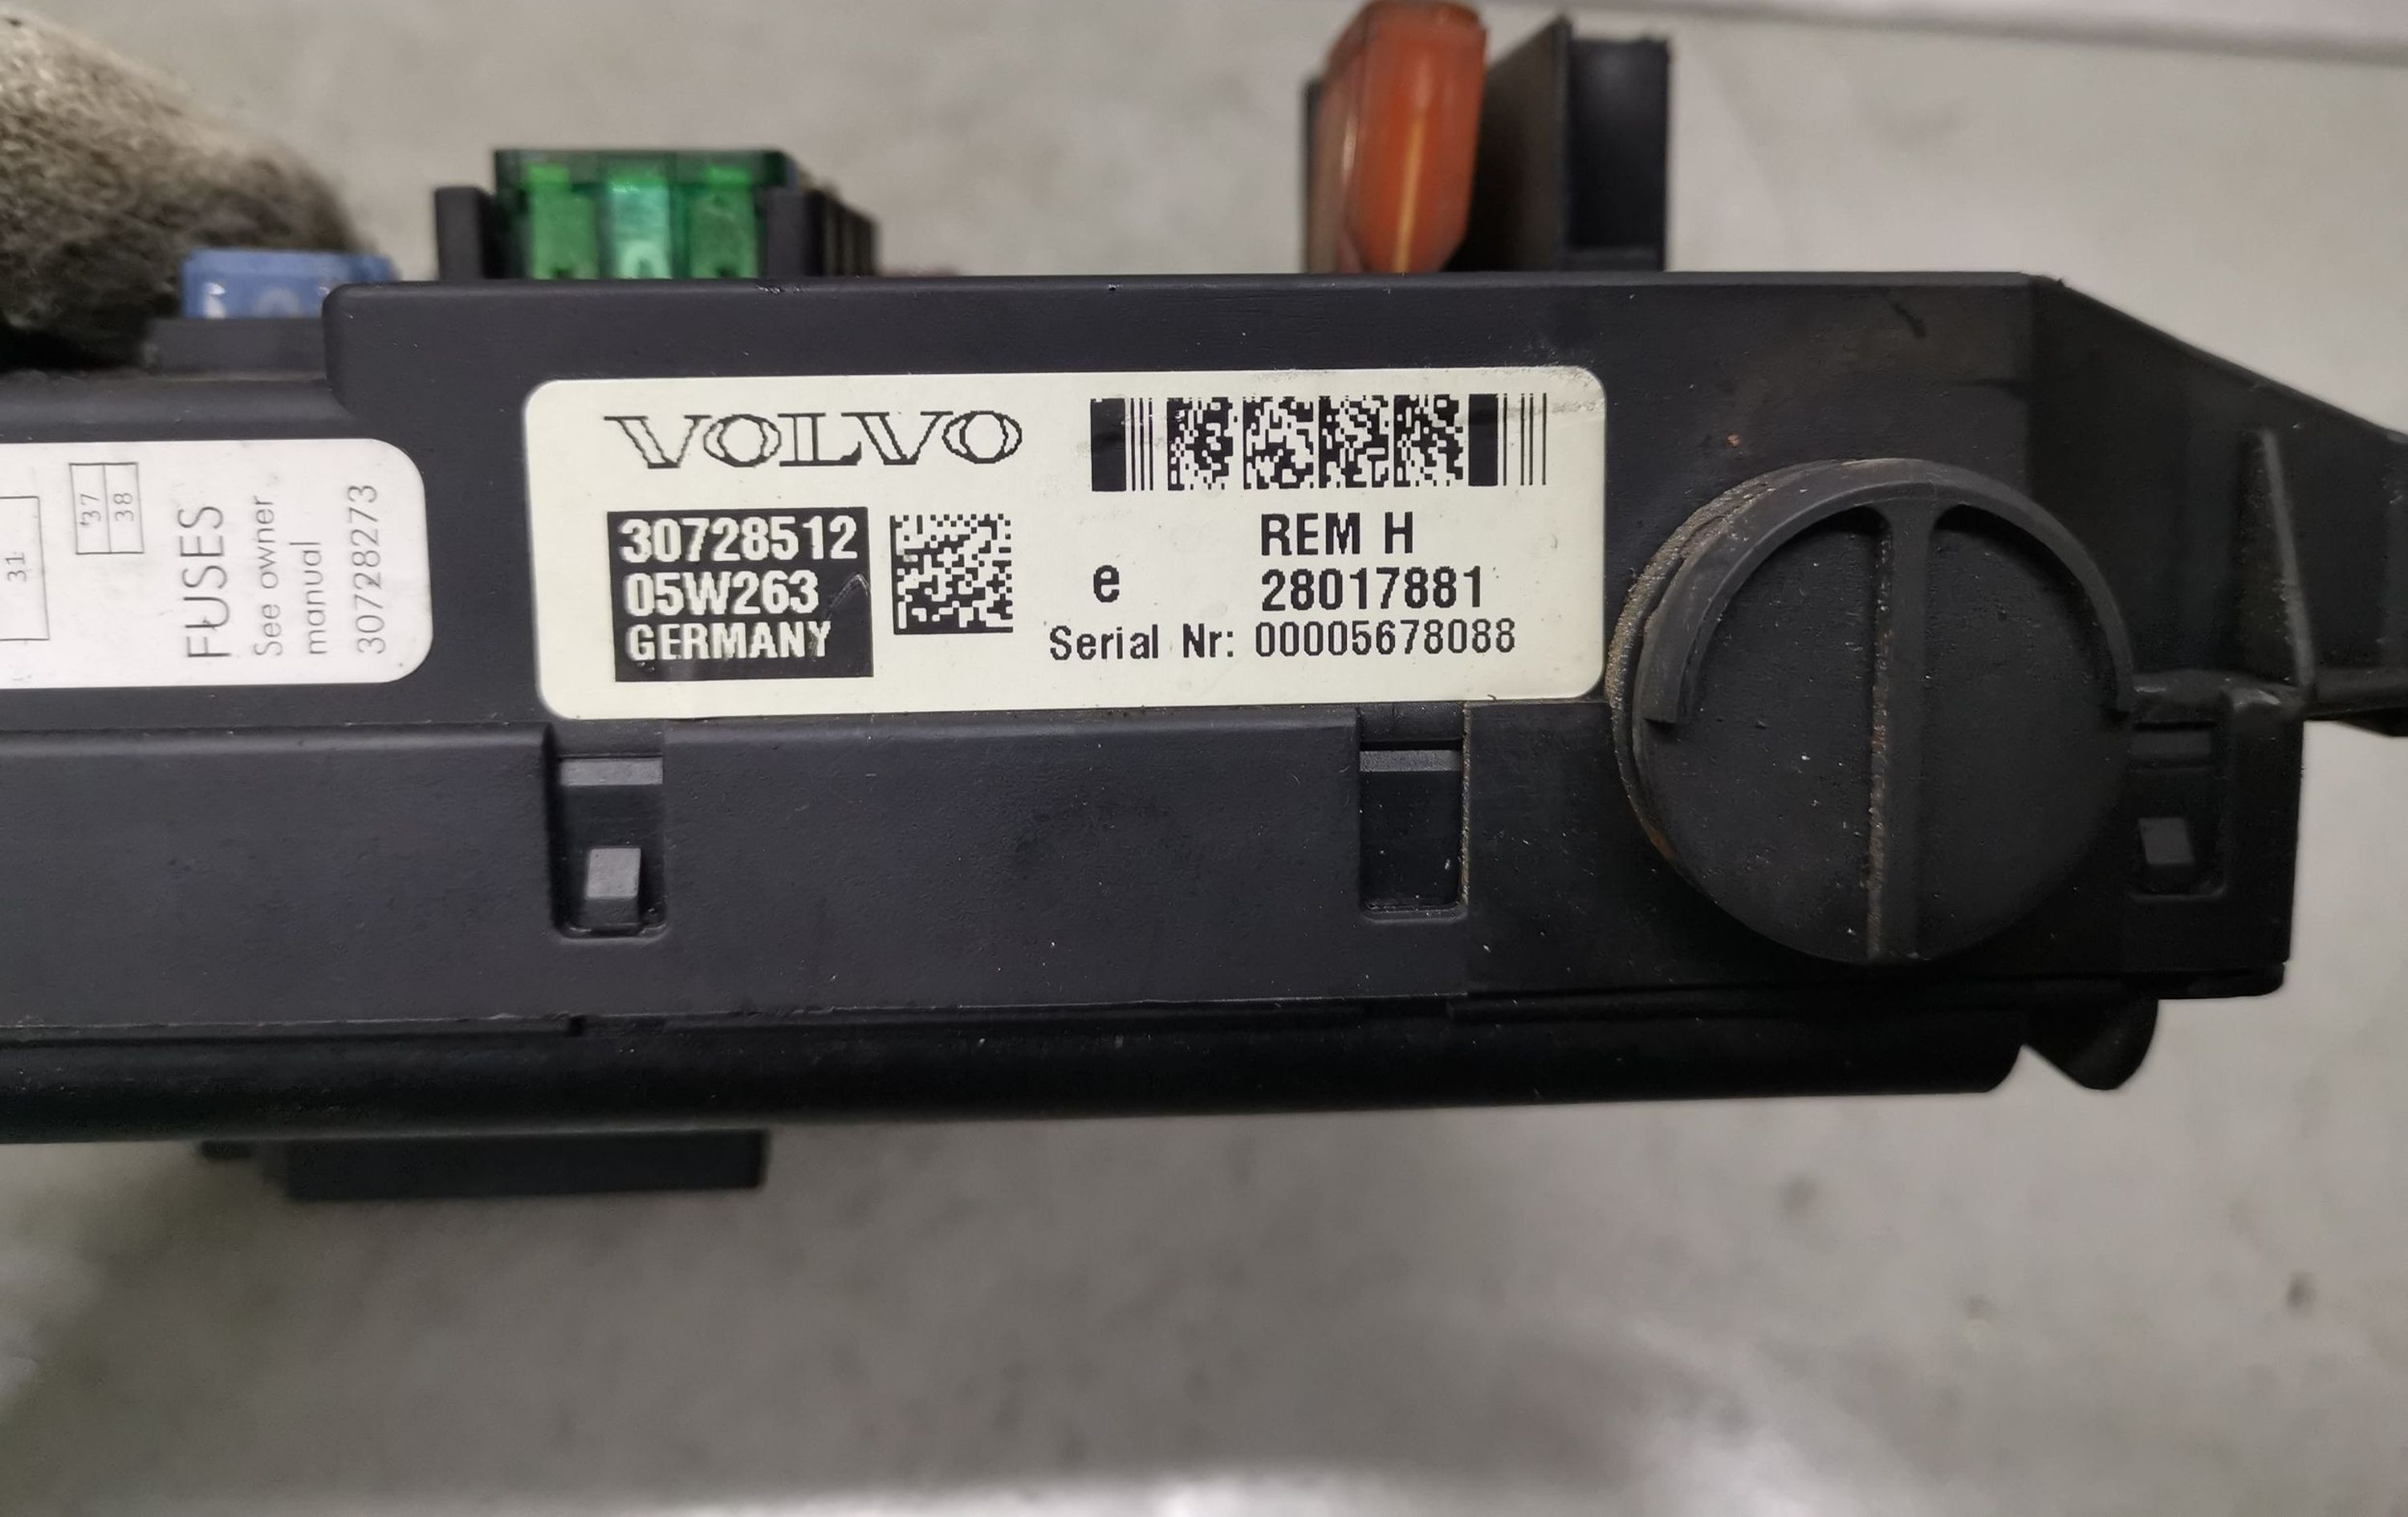 31
37
38
FUSES
See owner
manual
30728273
VOLVO
30728512
05W263
GERMANY
REM H
e 28017881
Serial Nr: 00005678088